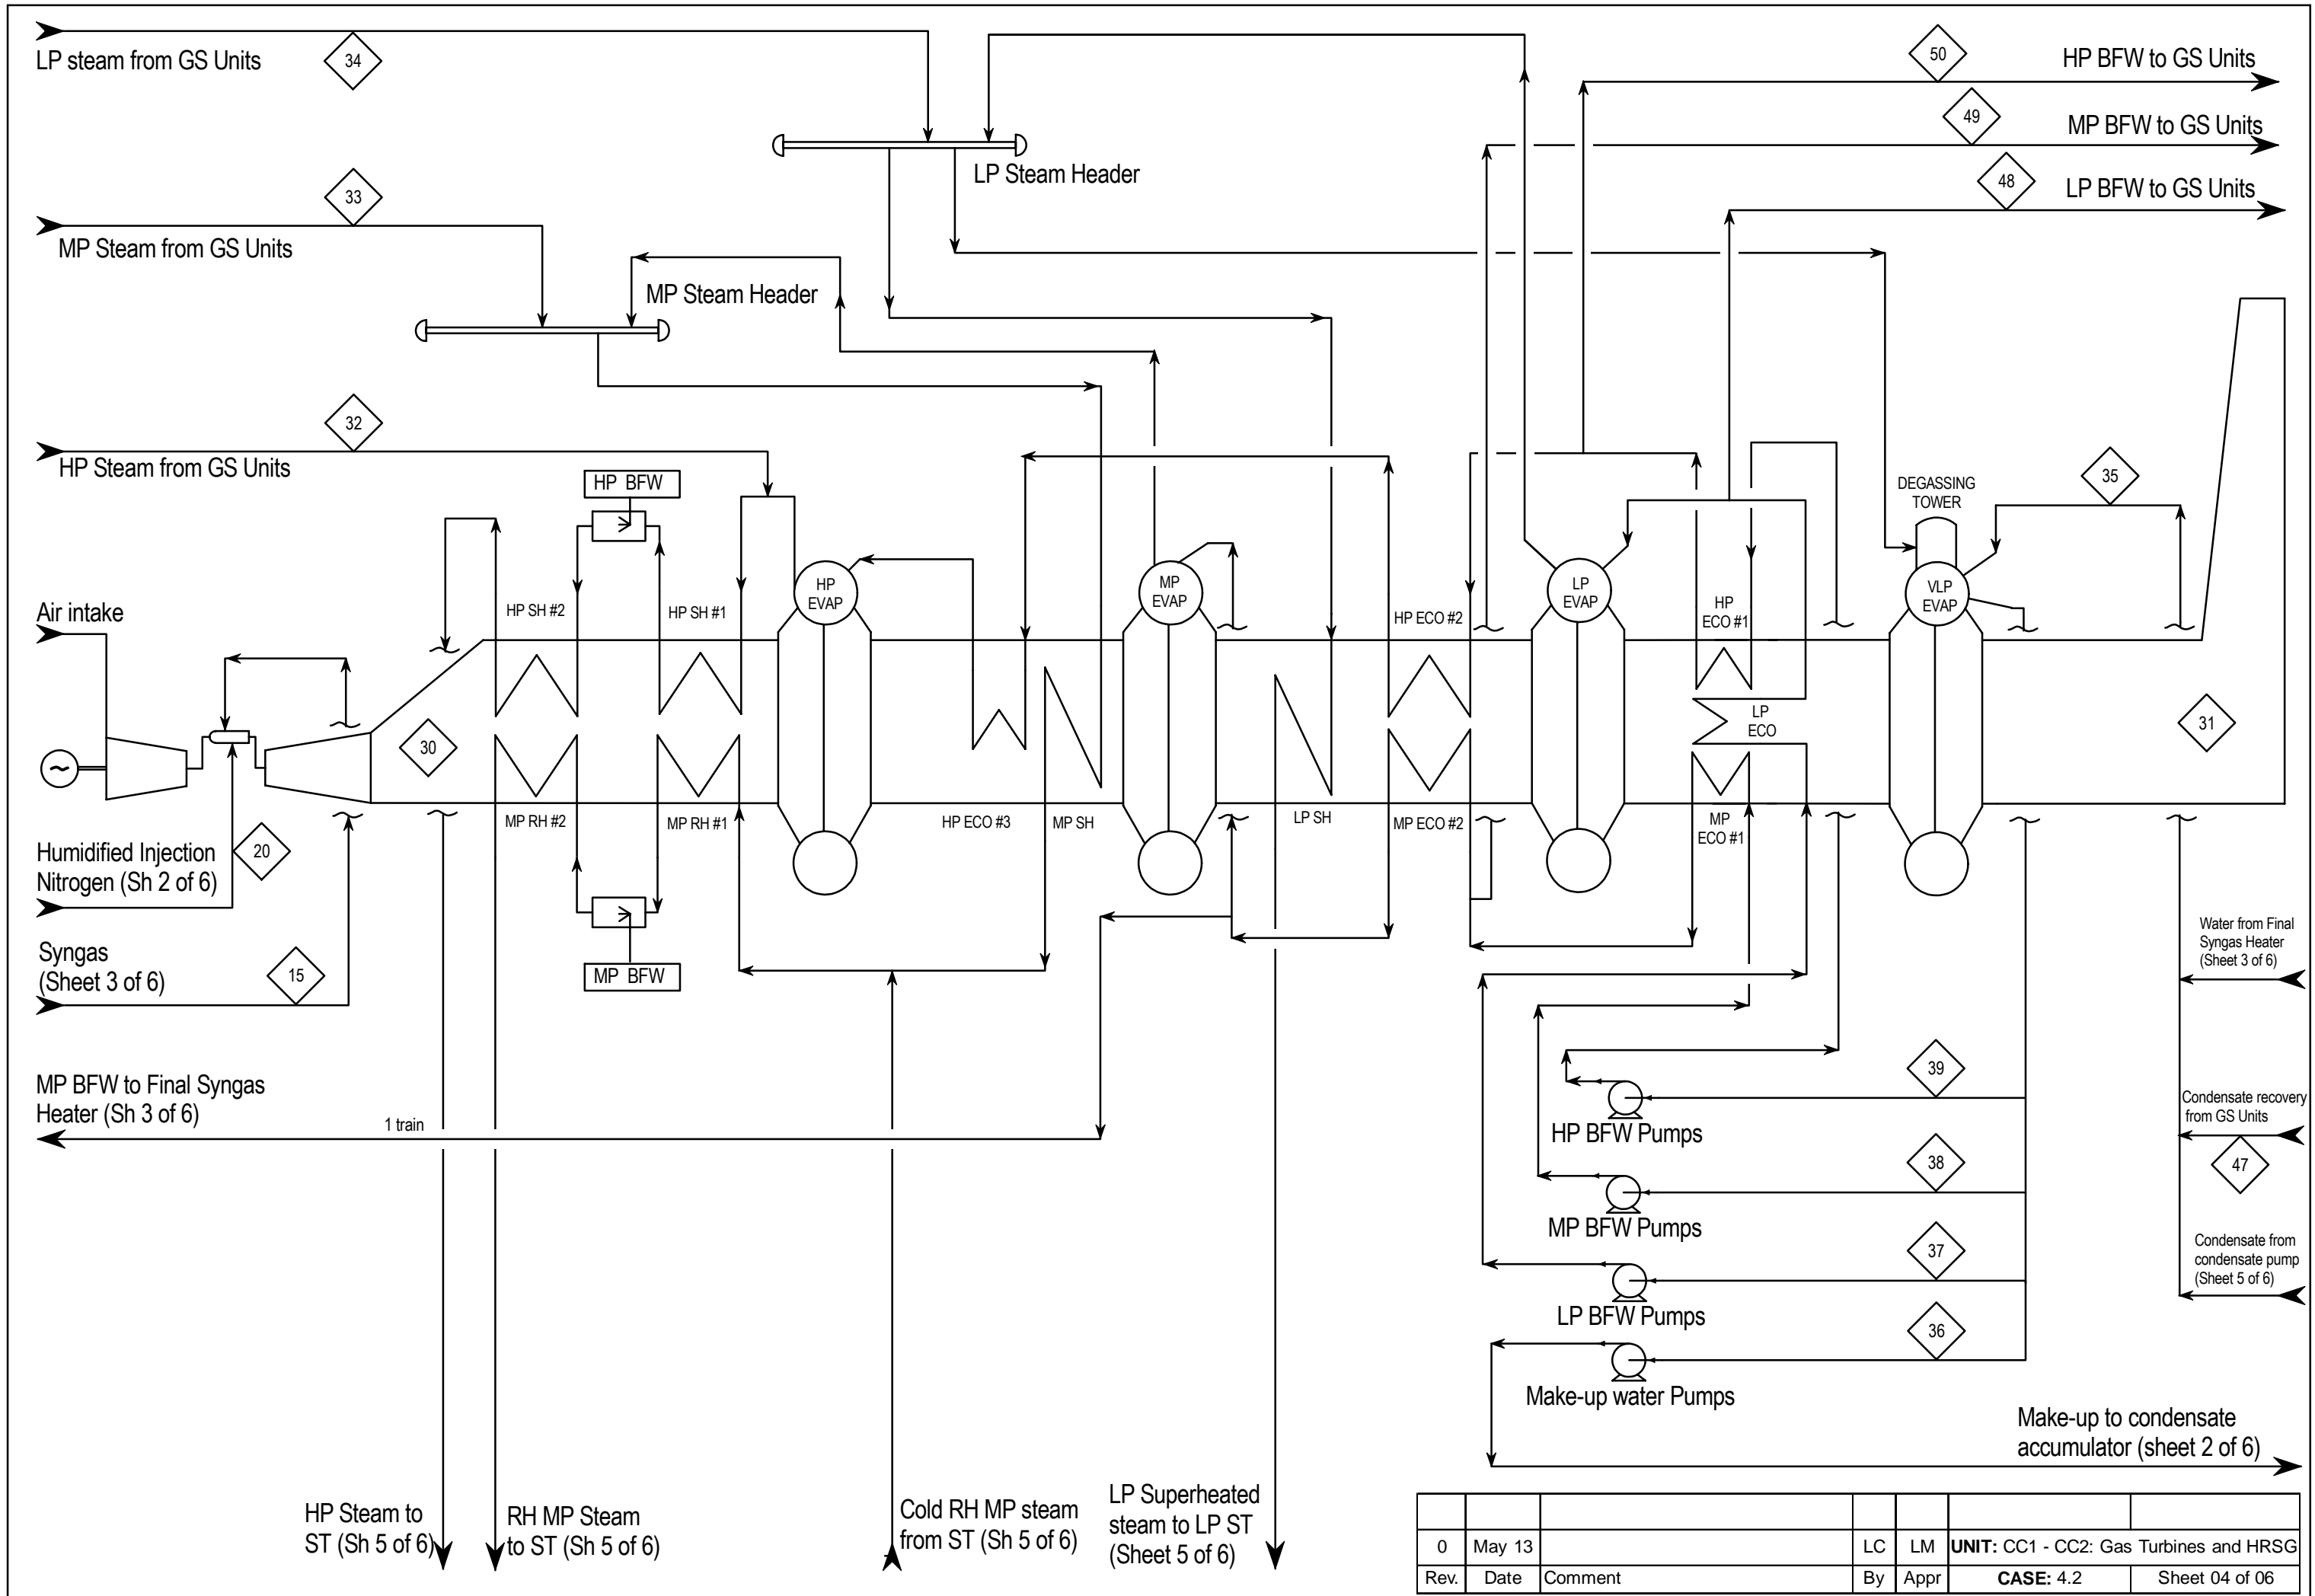 34
LP steam from GS Units
50
HP BFW to GS Units
49
MP BFW to GS Units
48
LP BFW to GS Units
LP Steam Header
33
MP Steam from GS Units
MP Steam Header
32
HP Steam from GS Units
HP BFW
35
DEGASSING
TOWER
HP
EVAP
MP
EVAP
LP
EVAP
VLP
EVAP
Air intake
HP SH #2
HP SH #1
HP ECO #2
HP
ECO #1
30
LP
ECO
31
~
MP RH #2
MP RH #1
HP ECO #3
MP SH
LP SH
MP ECO #2
MP
ECO #1
Humidified Injection
Nitrogen (Sh 2 of 6)
20
Syngas
(Sheet 3 of 6)
15
MP BFW
Water from Final
Syngas Heater
(Sheet 3 of 6)
MP BFW to Final Syngas
Heater (Sh 3 of 6)
1 train
39
HP BFW Pumps
Condensate recovery
from GS Units
47
38
MP BFW Pumps
37
LP BFW Pumps
Condensate from
condensate pump
(Sheet 5 of 6)
36
Make-up water Pumps
Make-up to condensate
accumulator (sheet 2 of 6)
HP Steam to
ST (Sh 5 of 6)
RH MP Steam
to ST (Sh 5 of 6)
Cold RH MP steam
from ST (Sh 5 of 6)
LP Superheated
steam to LP ST
(Sheet 5 of 6)
0 May 13 LC LM UNIT: CC1 - CC2: Gas Turbines and HRSG
Rev. Date Comment By Appr CASE: 4.2 Sheet 04 of 06